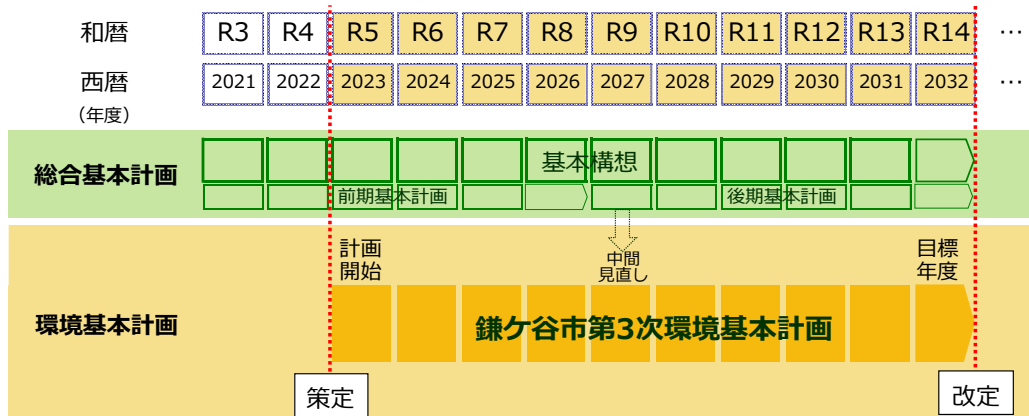 和暦 R3 R4 R5 R6 R7 R8 R9 R10 R11 R12 R13 R14 …
西暦 2021 2022 2023 2024 2025 2026 2027 2028 2029 2030 2031 2032 …
(年度)
総合基本計画
基本構想
前期基本計画 後期基本計画
計画
開始
中間
見直し
目標
年度
環境基本計画
鎌ケ谷市第3次環境基本計画
策定
改定